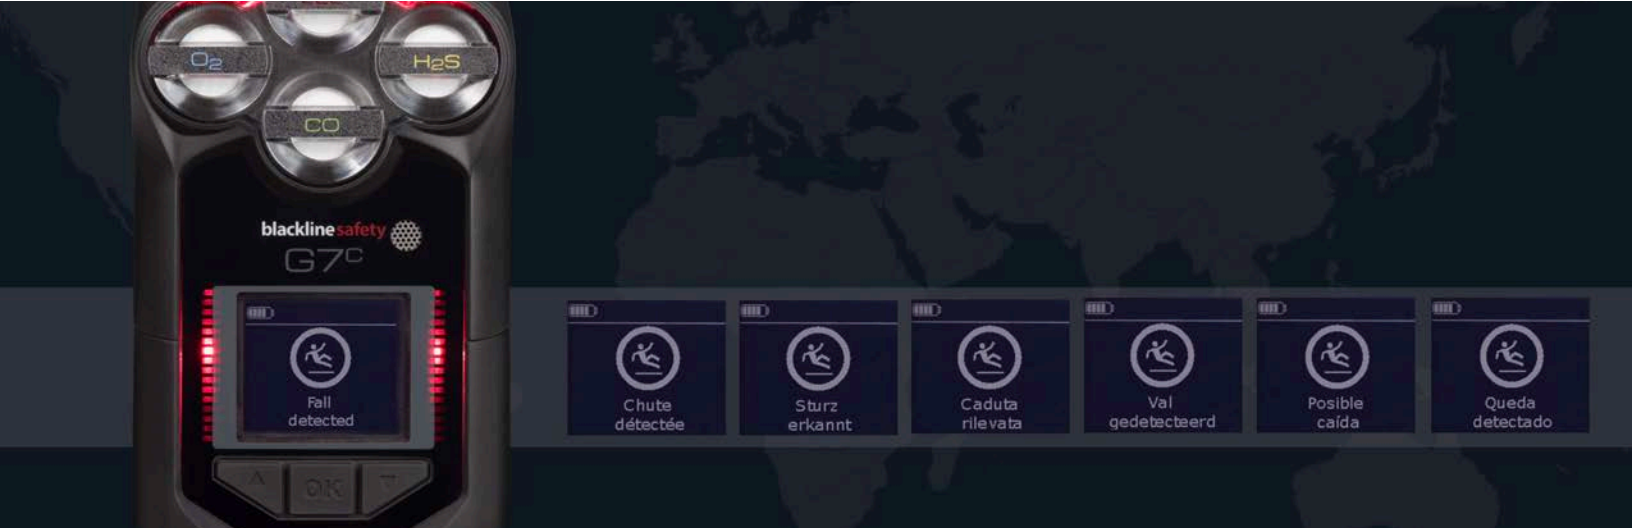 O2
H2S
CO
blacklinesafety
G7C
Fall
detected
OK
Chute
détectée
Sturz
erkannt
Caduta
rilevata
Val
gedetecteerd
Posible
caída
Queda
detectado